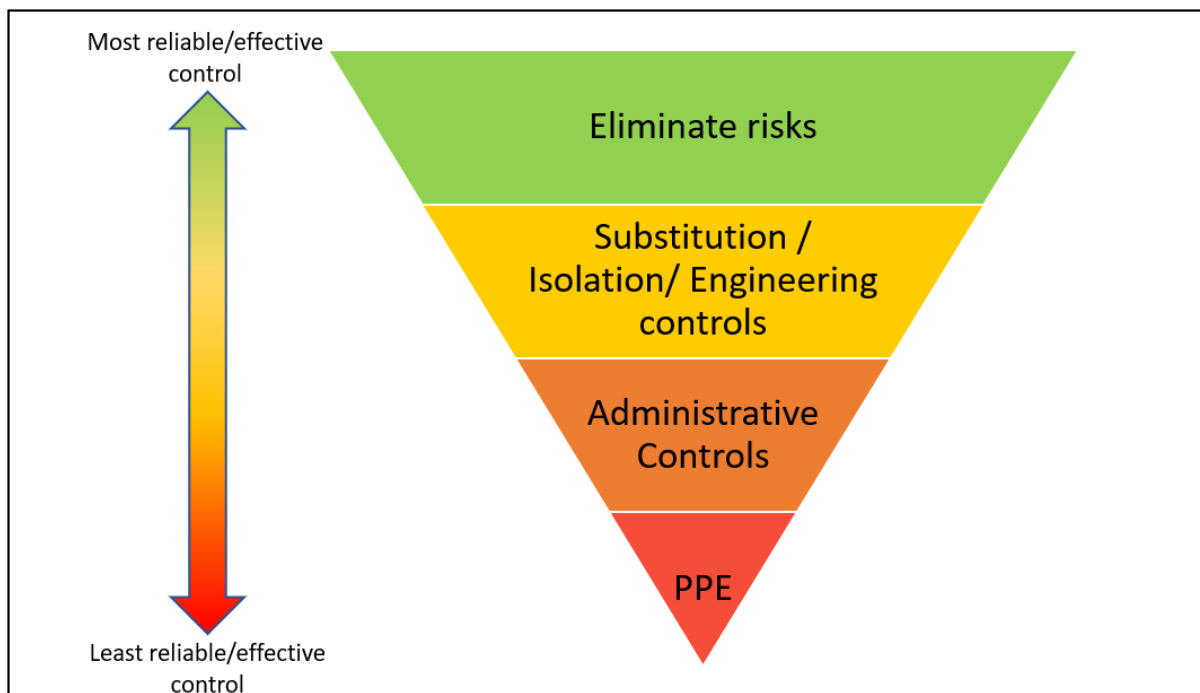 Most reliable/effective
control
Eliminate risks
Substitution /
Isolation/ Engineering
controls
Administrative
Controls
PPE
Least reliable/effective
control